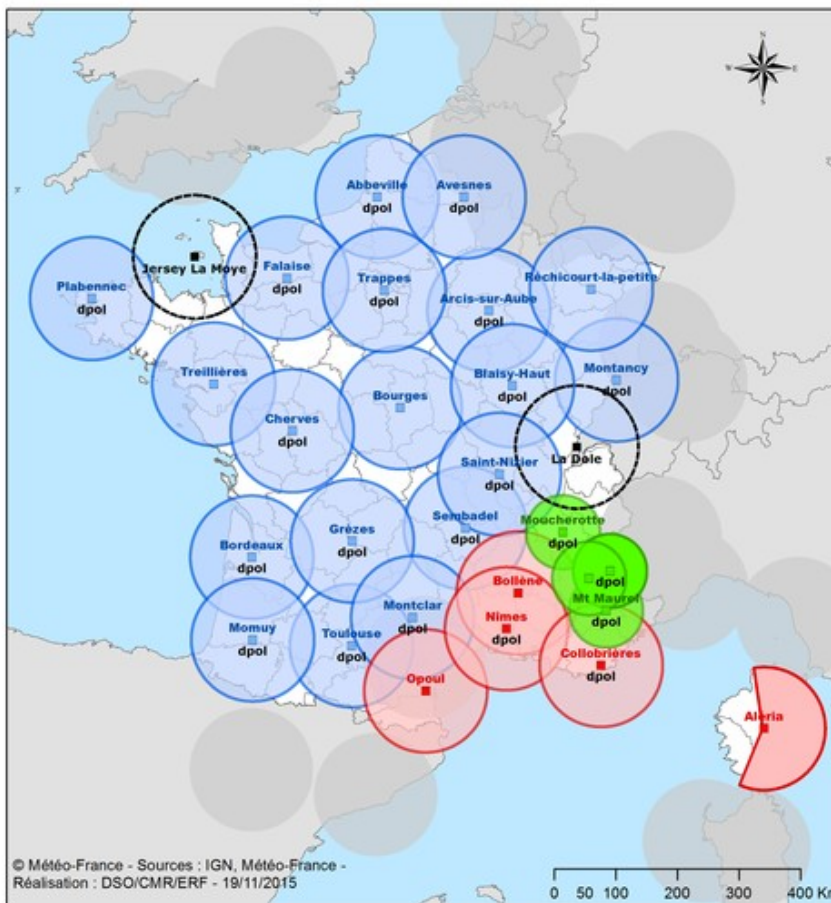 N
W
E
S
Abbeville
dpol
Avesnes
dpol
Jersey La Moye
Plabennec
dpol
Falaise
dpol
Trappes
dpol
Arcis-sur-Aube
dpol
Réchicourt-la-petite
Treillières
Cherves
dpol
Bourges
Blaisy-Haut
dpol
Montancy
dpol
La Dole
Saint-Nizier
dpol
Sembadel
dpol
Moucherotte
dpol
Grèzes
dpol
Bordeaux
dpol
dpol
Mt Maurel
dpol
Bollène
Nimes
dpol
Montclar
dpol
Momuy
dpol
Toulouse
dpol
Collobrières
dpol
Opoul
Aléria
© Météo-France - Sources : IGN, Météo-France -
Réalisation : DSO/CMR/ERF - 19/11/2015
0 50 100 200 300 400 Km